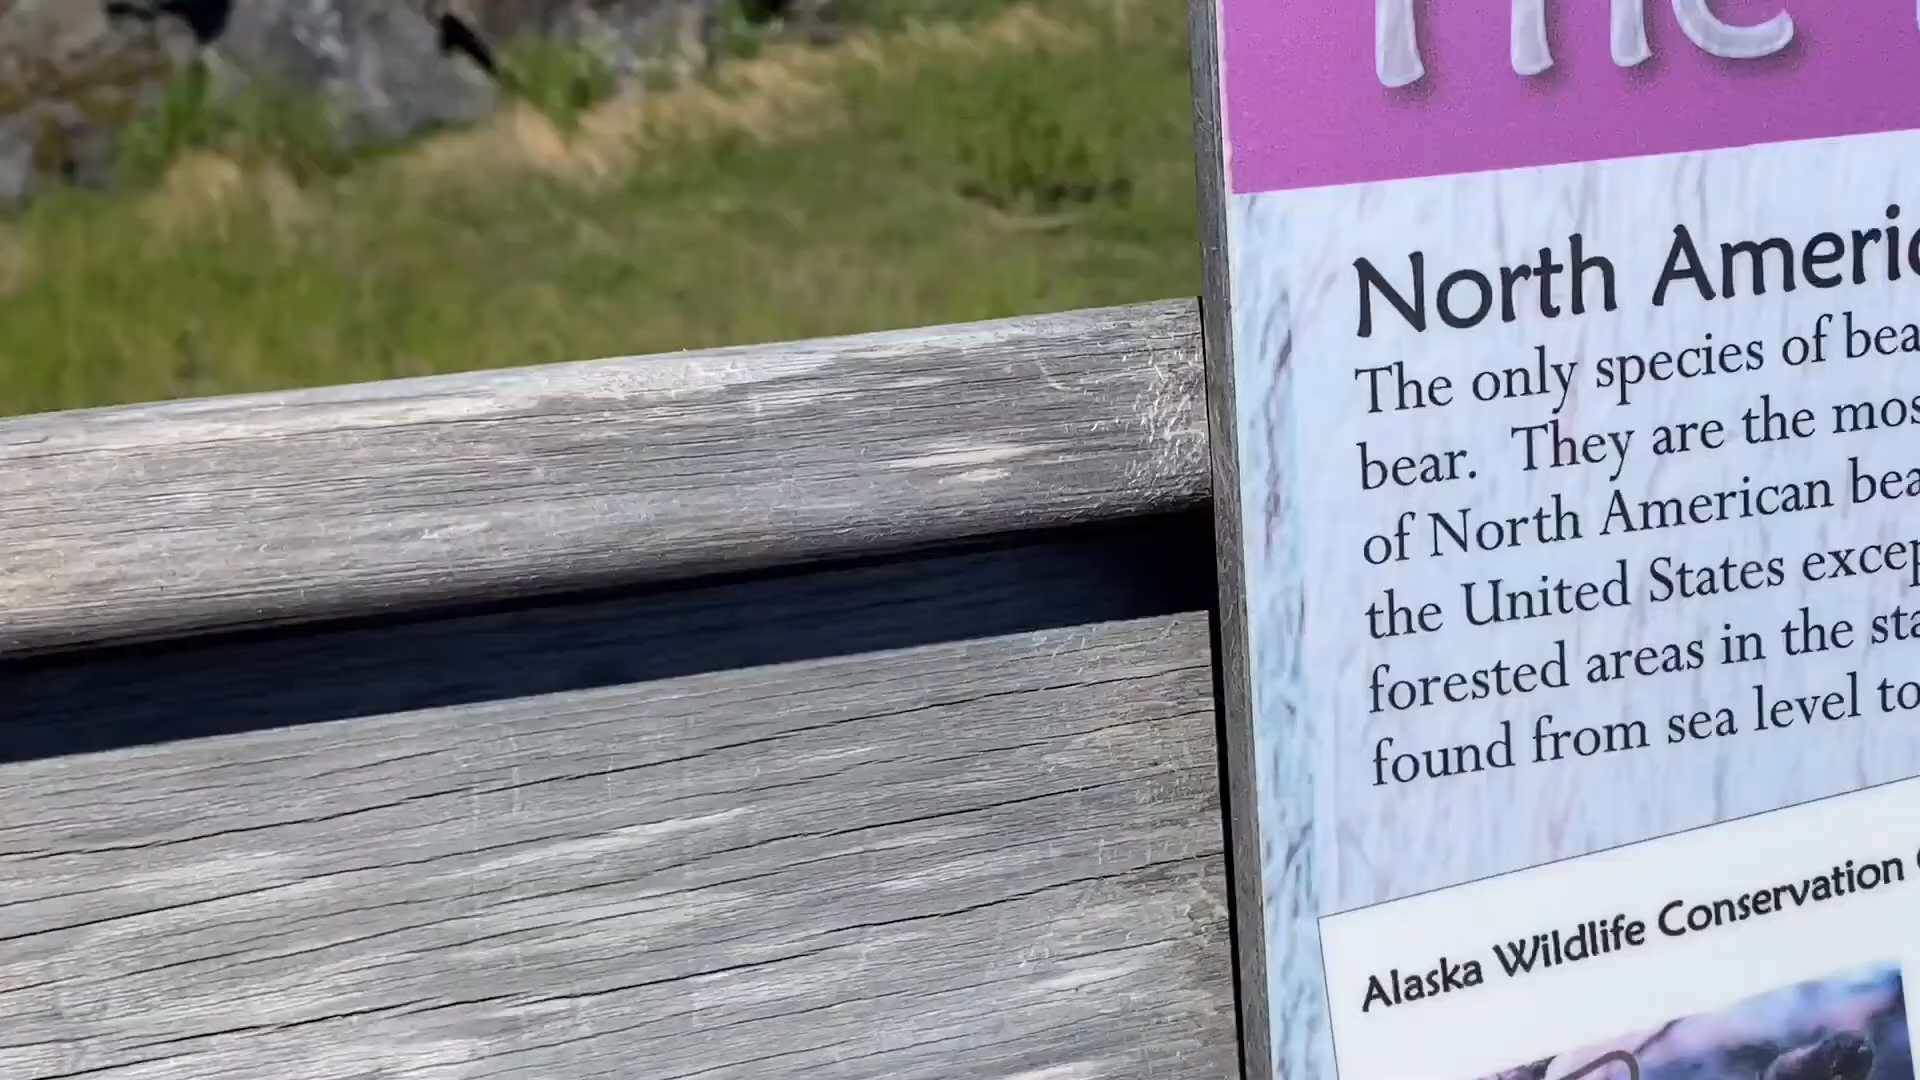 The
North Americ
The only species of bea
bear. They are the mos
of North American bea
the United States excep
forested areas in the sta
found from sea level to
Alaska Wildlife Conservation